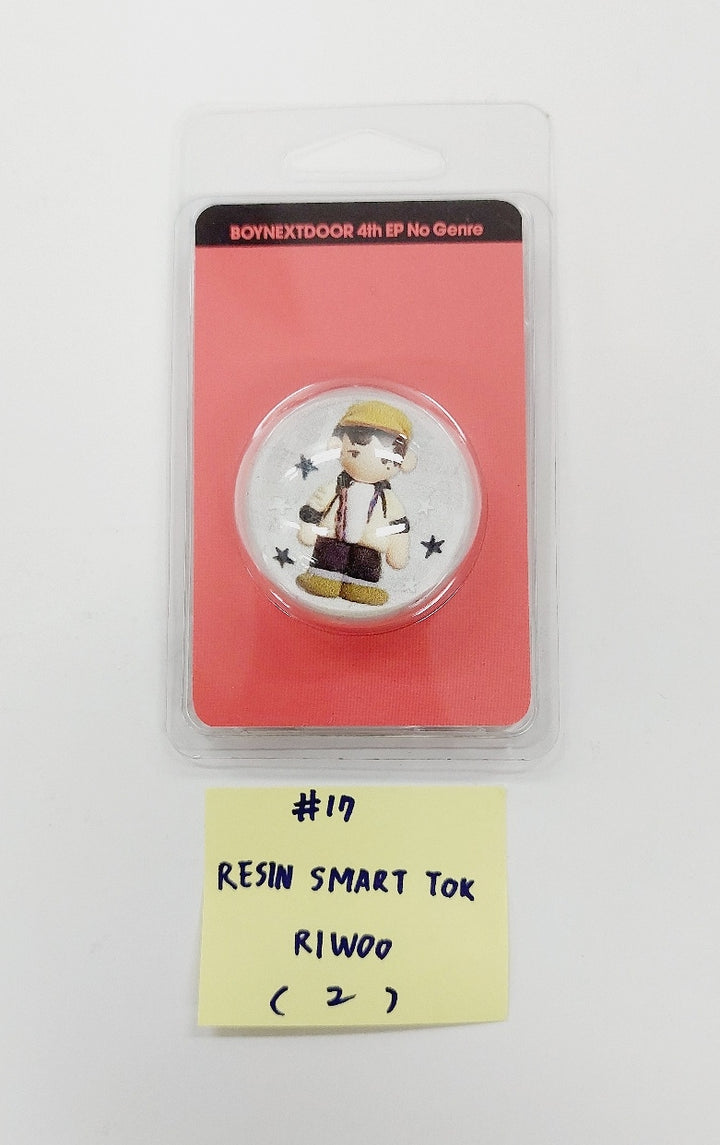 BOYNEXTDOOR 4th EP No Genre
#17
RESIN SMART TOK
RIWOO
( 2 )